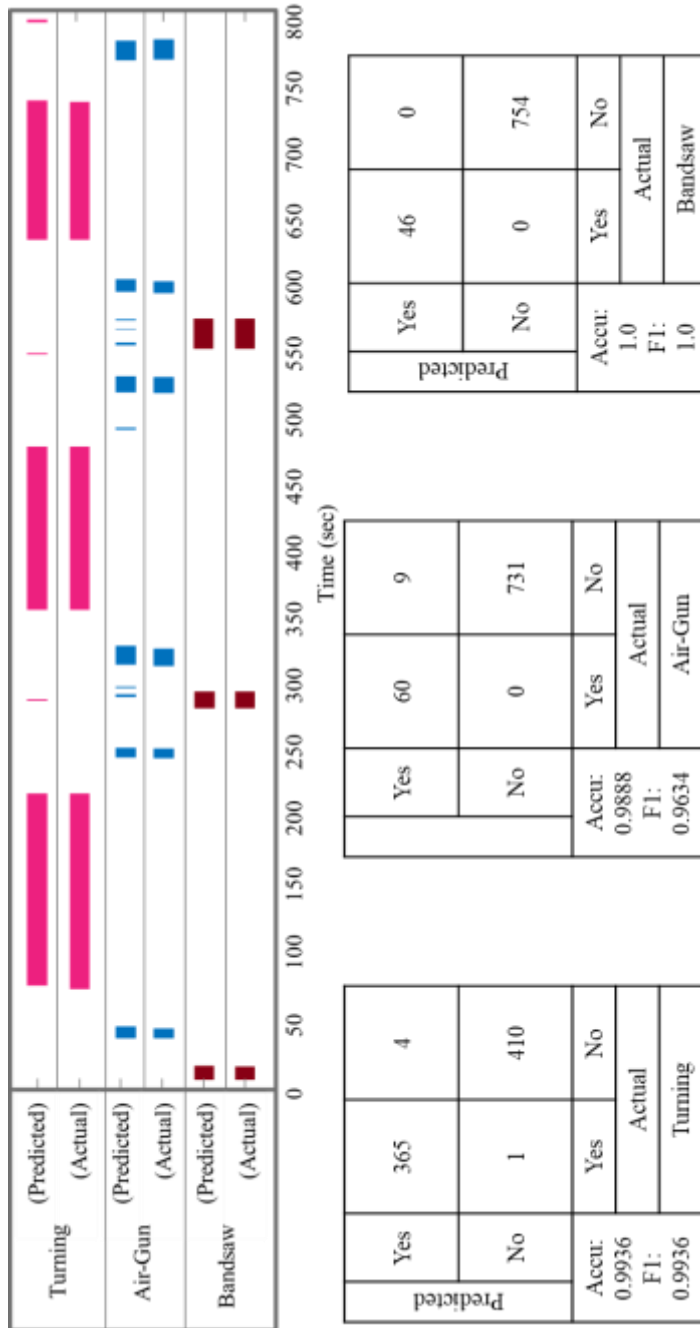 Turning
(Predicted)
(Actual)
Air-Gun
(Predicted)
(Actual)
Bandsaw
(Predicted)
(Actual)
0 50 100 150 200 250 300 350 400 450 500 550 600 650 700 750 800
Time (sec)
Predicted
Yes 365 4
No 1 410
Accu:
0.9936
F1:
0.9936
Yes No
Actual
Turning
Yes 60 9
No 0 731
Accu:
0.9888
F1:
0.9634
Yes No
Actual
Air-Gun
Predicted
Yes 46 0
No 0 754
Accu:
1.0
F1:
1.0
Yes No
Actual
Bandsaw